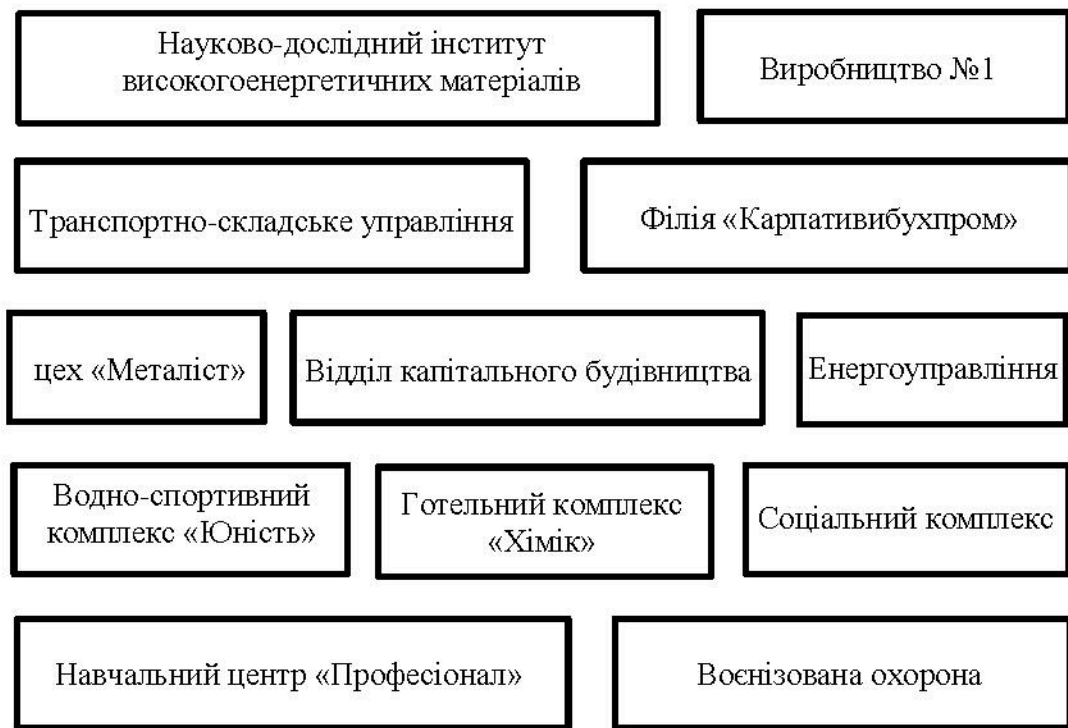 Науково-дослідний інститут
високогоенергетичних матеріалів
Виробництво №1
Транспортно-складське управління
Філія «Карпативибухпром»
цех «Металіст»
Відділ капітального будівництва
Енергоуправління
Водно-спортивний
комплекс «Юність»
Готельний комплекс
«Хімік»
Соціальний комплекс
Навчальний центр «Професіонал»
Воєнізована охорона